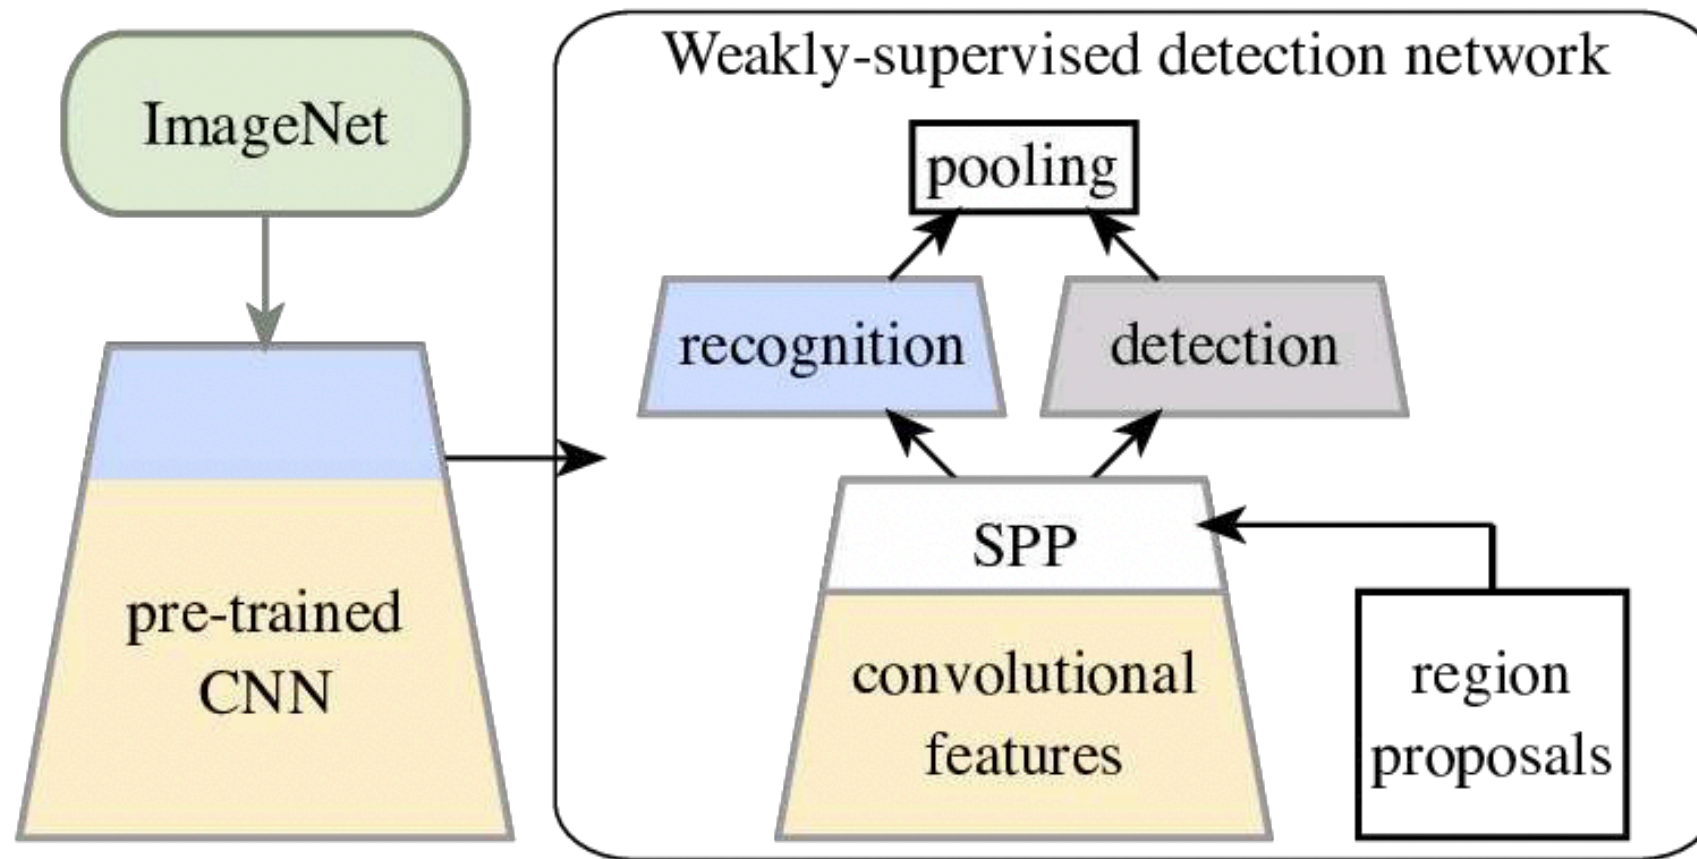 ImageNet
pre-trained
CNN
Weakly-supervised detection network
pooling
recognition
detection
SPP
convolutional
features
region
proposals